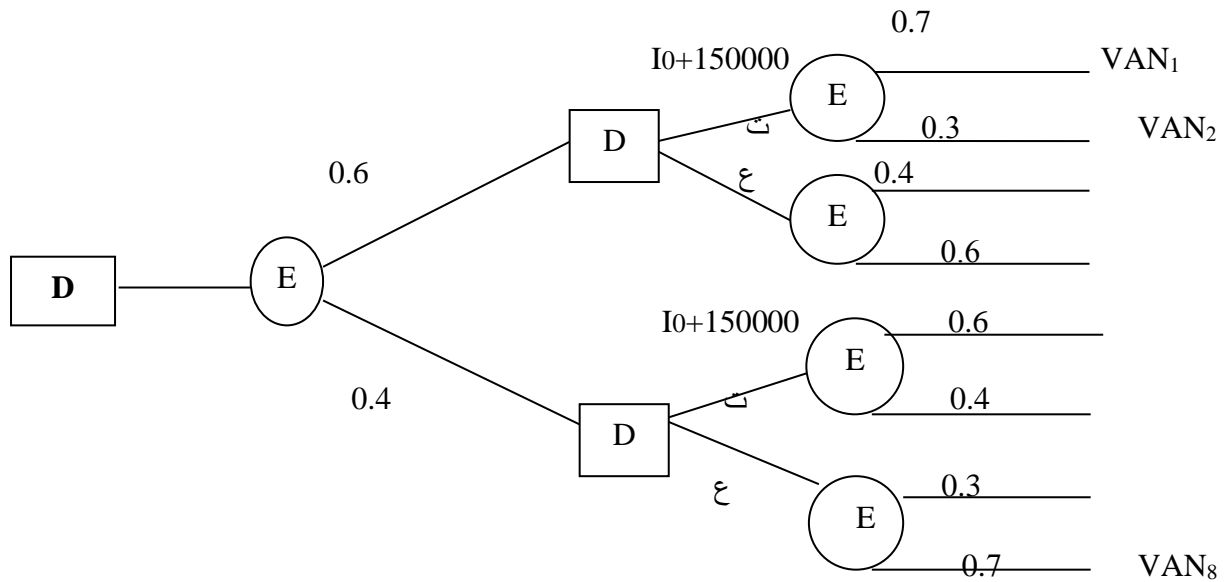 0.7
I0+150000 E VAN₁
D ت 0.3 VAN₂
0.6 ع E 0.4
0.6
D E
I0+150000 E 0.6
0.4 ت 0.4
D
ع 0.3
E
0.7 VAN₈